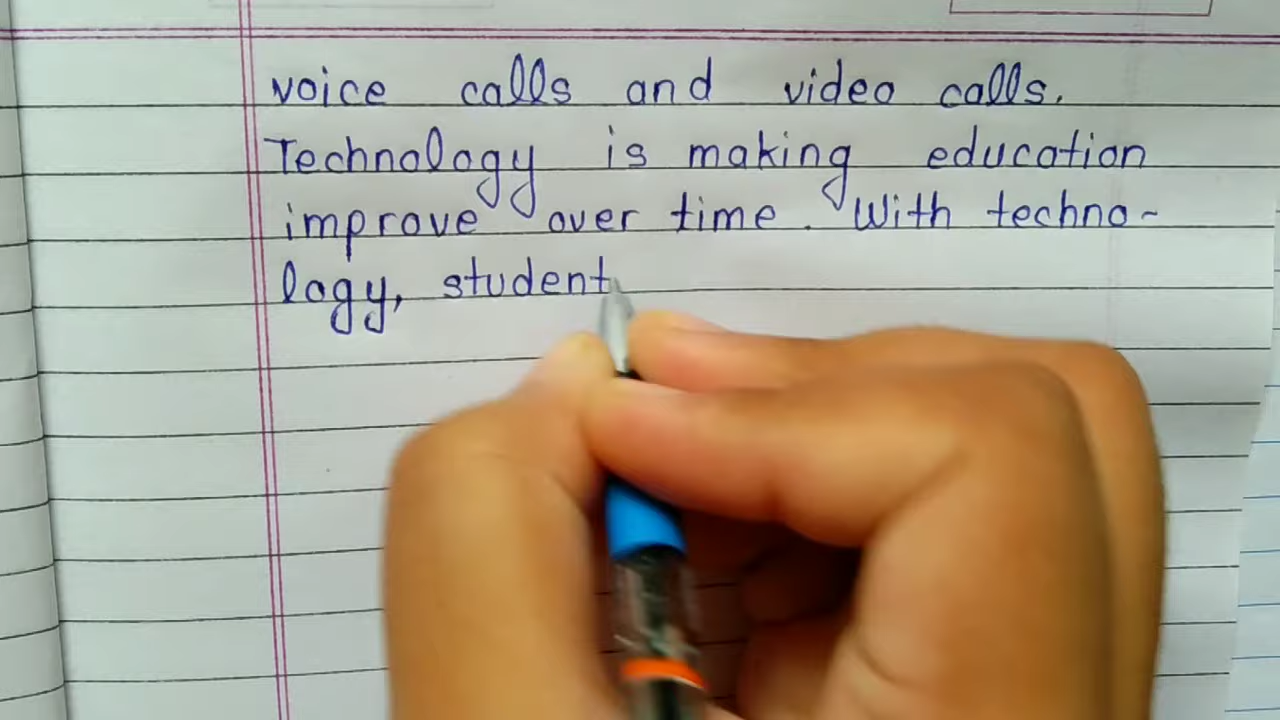 voice calls and video calls.
Technology is making education
improve over time. With techno-
logy, student